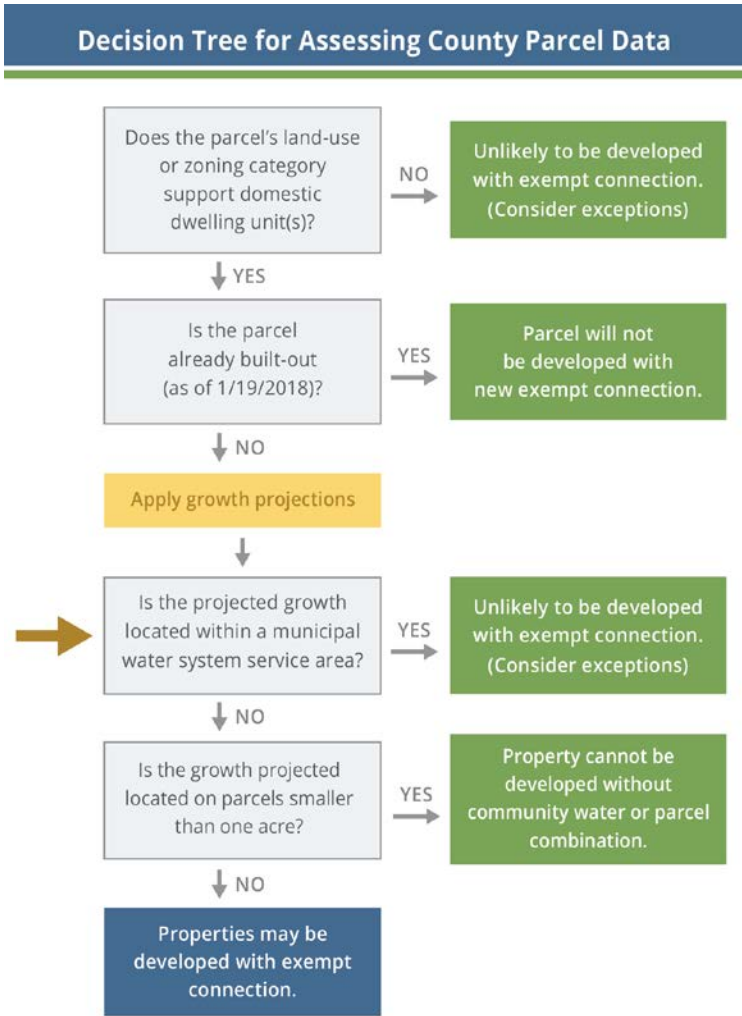 Decision Tree for Assessing County Parcel Data
Does the parcel's land-use
or zoning category
support domestic
dwelling unit(s)?
NO
Unlikely to be developed
with exempt connection.
(Consider exceptions)
YES
Is the parcel
already built-out
(as of 1/19/2018)?
YES
Parcel will not
be developed with
new exempt connection.
NO
Apply growth projections
Is the projected growth
located within a municipal
water system service area?
YES
Unlikely to be developed
with exempt connection.
(Consider exceptions)
NO
Is the growth projected
located on parcels smaller
than one acre?
YES
Property cannot be
developed without
community water or parcel
combination.
NO
Properties may be
developed with exempt
connection.